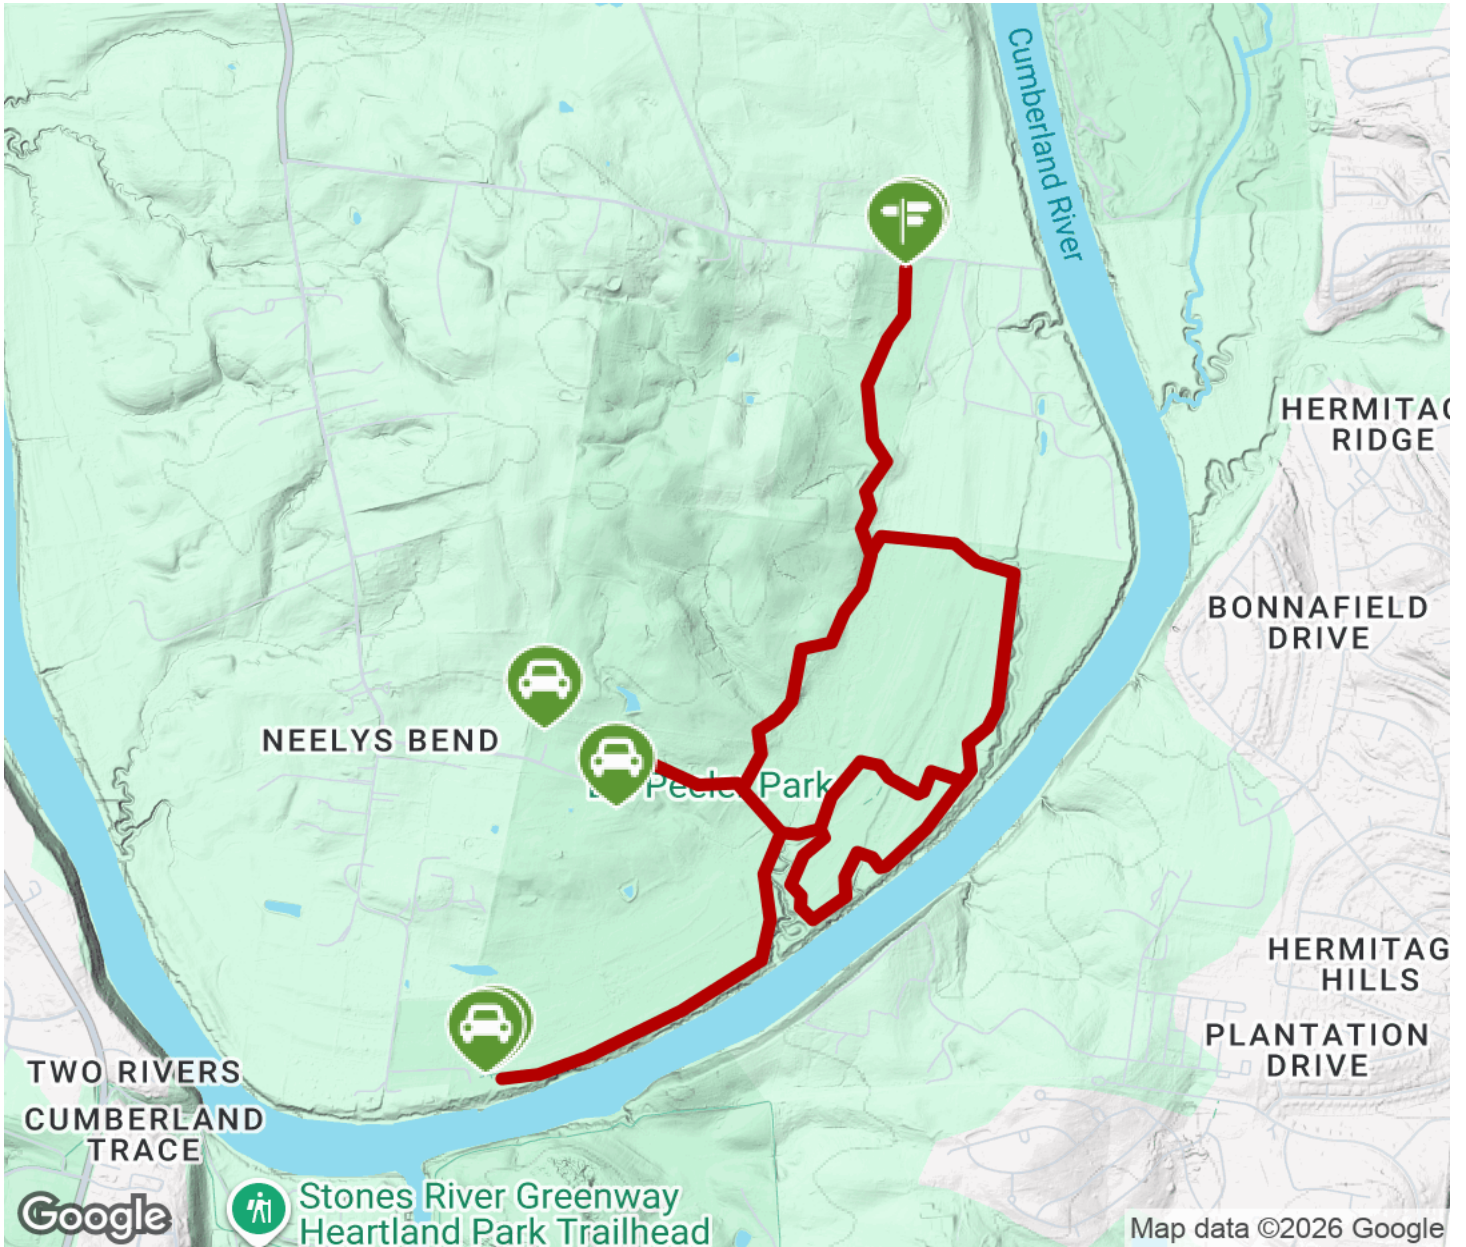 Cumberland River
HERMITAG
RIDGE
BONNAFIELD
DRIVE
NEELYS BEND
Park
HERMITAG
HILLS
PLANTATION
DRIVE
TWO RIVERS
CUMBERLAND
TRACE
Stones River Greenway
Heartland Park Trailhead
Google
Map data ©2026 Google